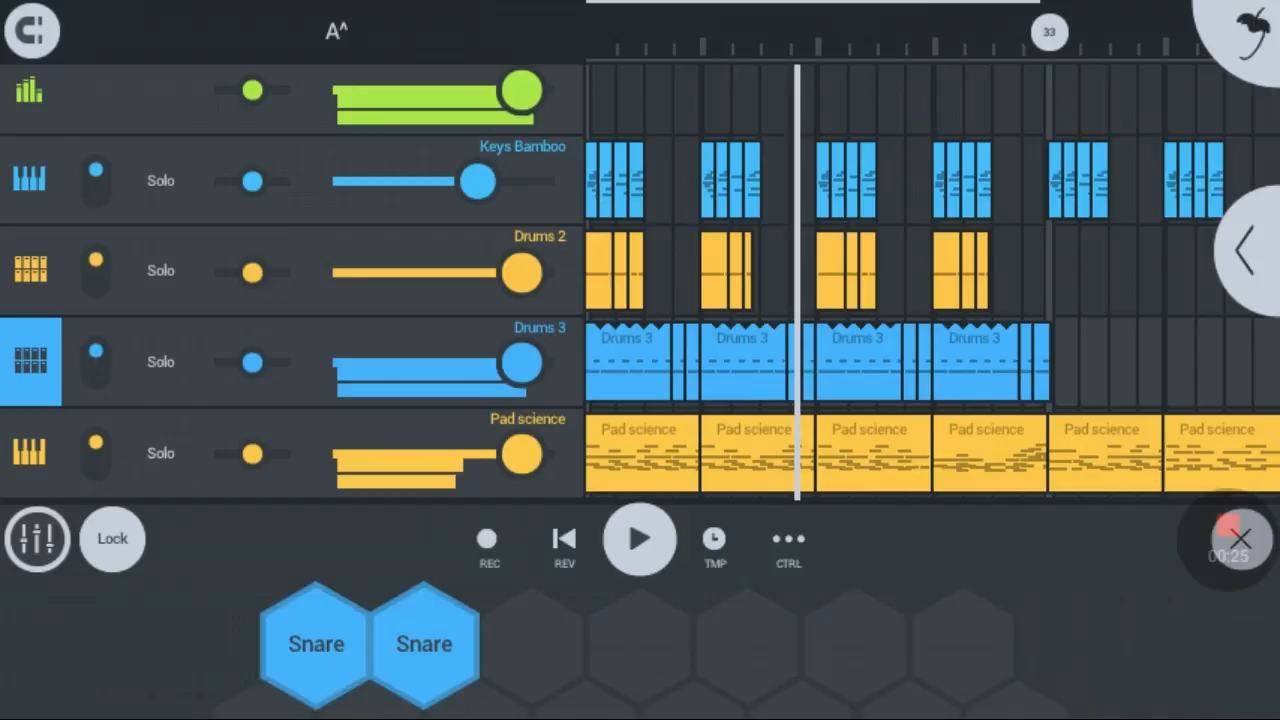 A^
33
Keys Bamboo
Solo
Drums 2
Solo
Drums 3
Solo
Drums 3 Drums 3 Drums 3 Drums 3
Pad science
Solo
Pad science Pad science Pad science Pad science Pad science Pad science
Lock
REC REV TMP CTRL
00:25
Snare Snare